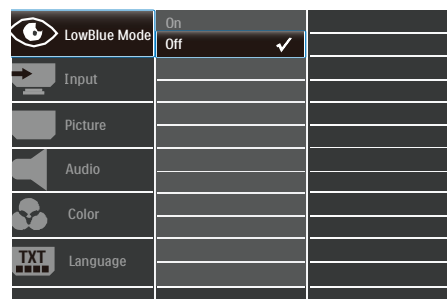 LowBlue Mode
On
Off
Input
Picture
Audio
Color
TXT
Language